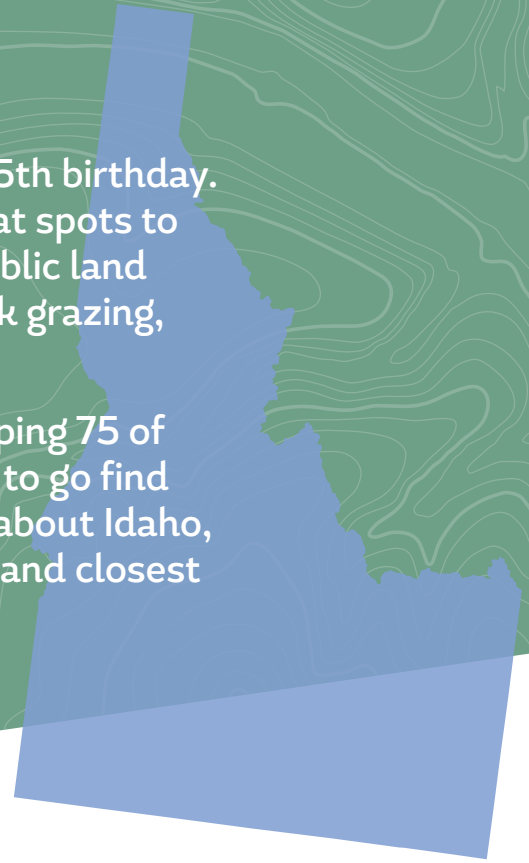 5th birthday.
at spots to
blic land
k grazing,
ping 75 of
to go find
about Idaho,
and closest